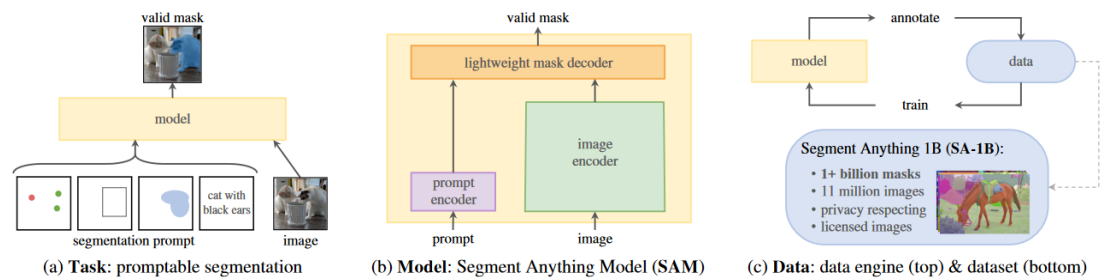 valid mask
model
cat with
black ears
segmentation prompt
image
(a) Task: promptable segmentation
valid mask
lightweight mask decoder
image
encoder
prompt
encoder
prompt
image
(b) Model: Segment Anything Model (SAM)
annotate
model
data
train
Segment Anything 1B (SA-1B):
• 1+ billion masks
• 11 million images
• privacy respecting
• licensed images
(c) Data: data engine (top) & dataset (bottom)